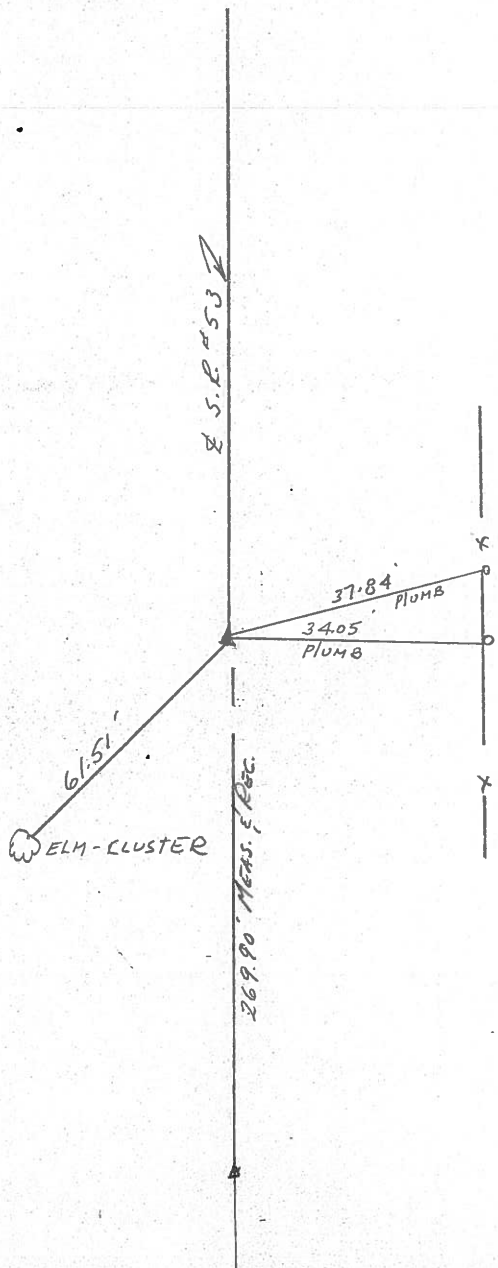 ℄ S.R. #53
37.84'
PLUMB
34.05'
PLUMB
61.51'
ELM-CLUSTER
269.90' MEAS. & REC.
X
X